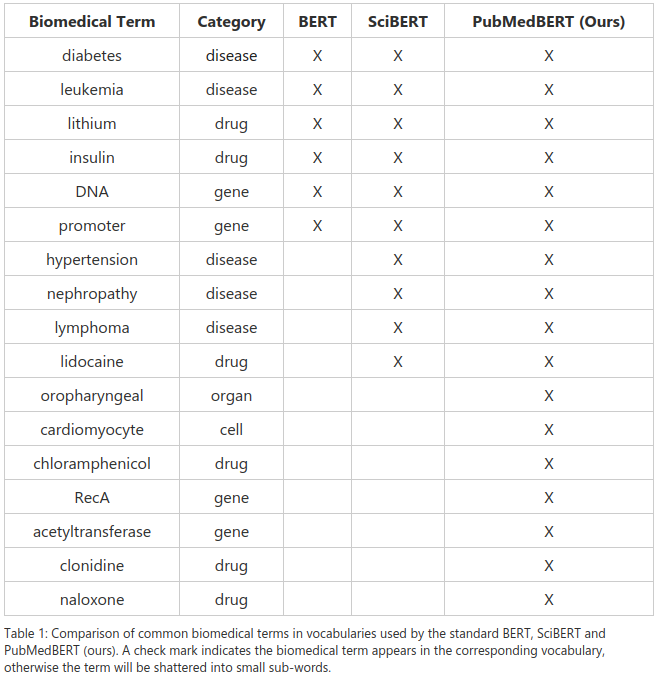 Biomedical Term Category BERT SciBERT PubMedBERT (Ours)
diabetes disease X X X
leukemia disease X X X
lithium drug X X X
insulin drug X X X
DNA gene X X X
promoter gene X X X
hypertension disease X X
nephropathy disease X X
lymphoma disease X X
lidocaine drug X X
oropharyngeal organ X
cardiomyocyte cell X
chloramphenicol drug X
RecA gene X
acetyltransferase gene X
clonidine drug X
naloxone drug X
Table 1: Comparison of common biomedical terms in vocabularies used by the standard BERT, SciBERT and
PubMedBERT (ours). A check mark indicates the biomedical term appears in the corresponding vocabulary,
otherwise the term will be shattered into small sub-words.